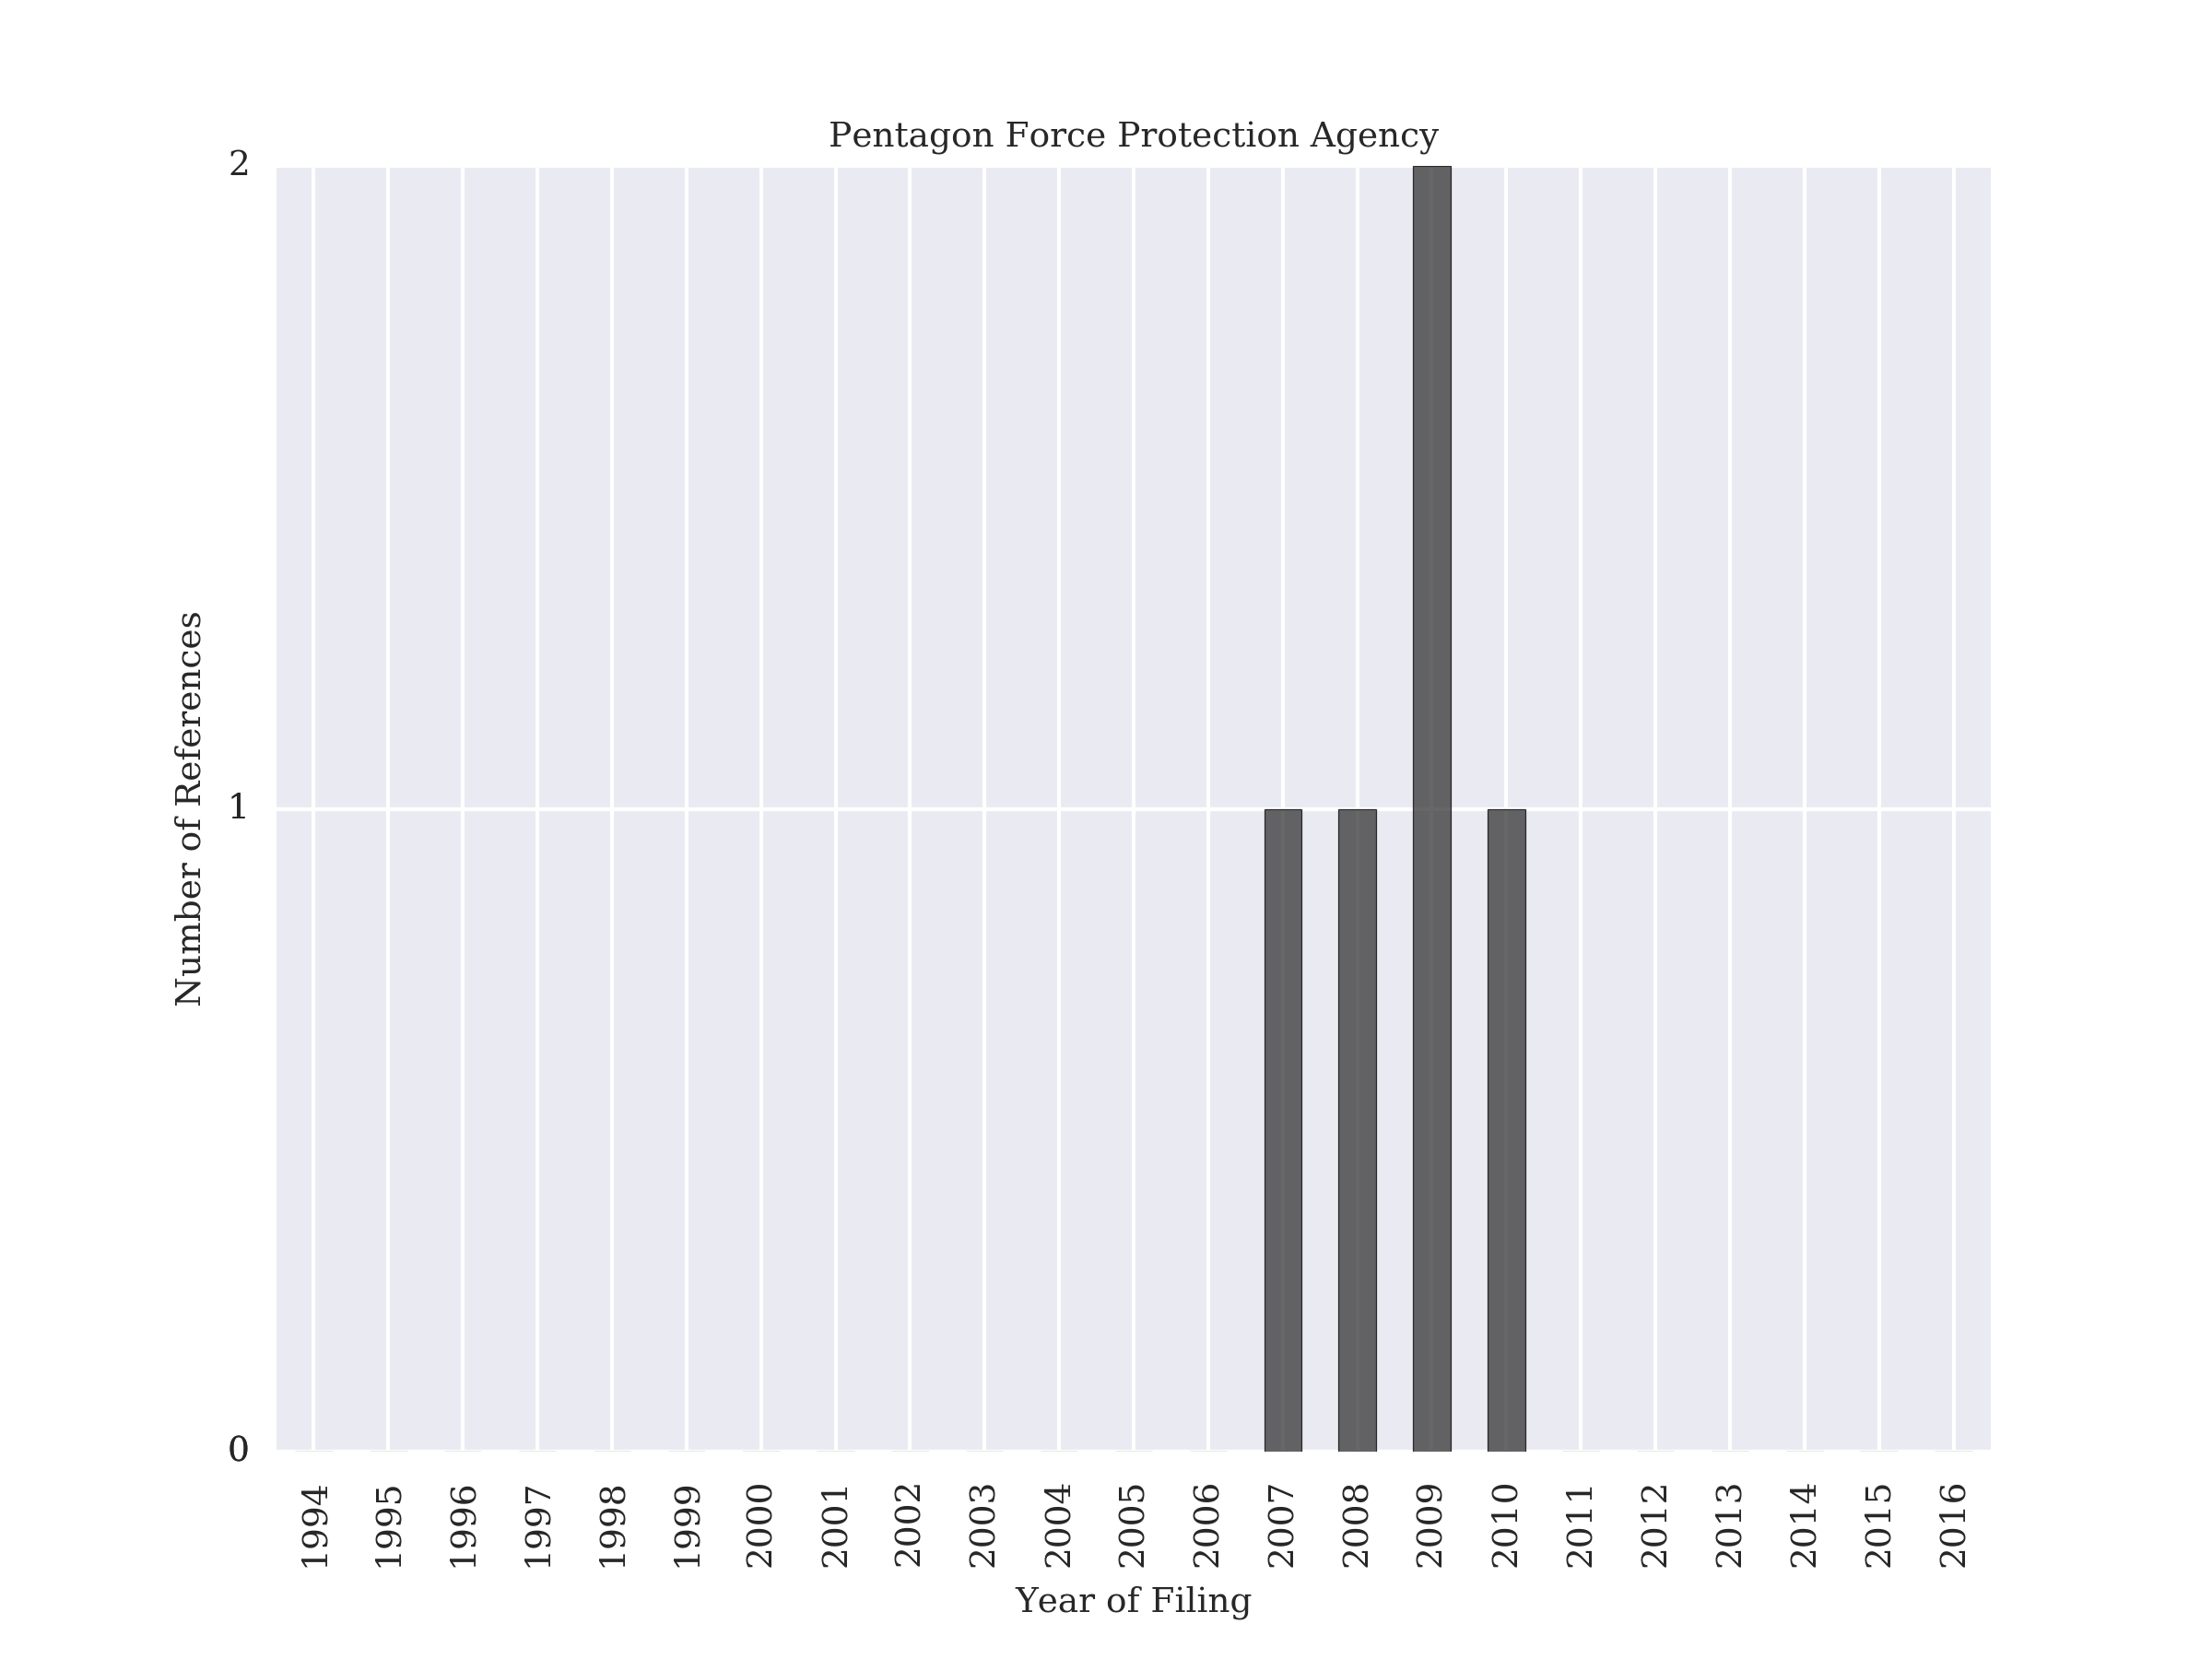 Pentagon Force Protection Agency
2
1
0
Number of References
1994 1995 1996 1997 1998 1999 2000 2001 2002 2003 2004 2005 2006 2007 2008 2009 2010 2011 2012 2013 2014 2015 2016
Year of Filing